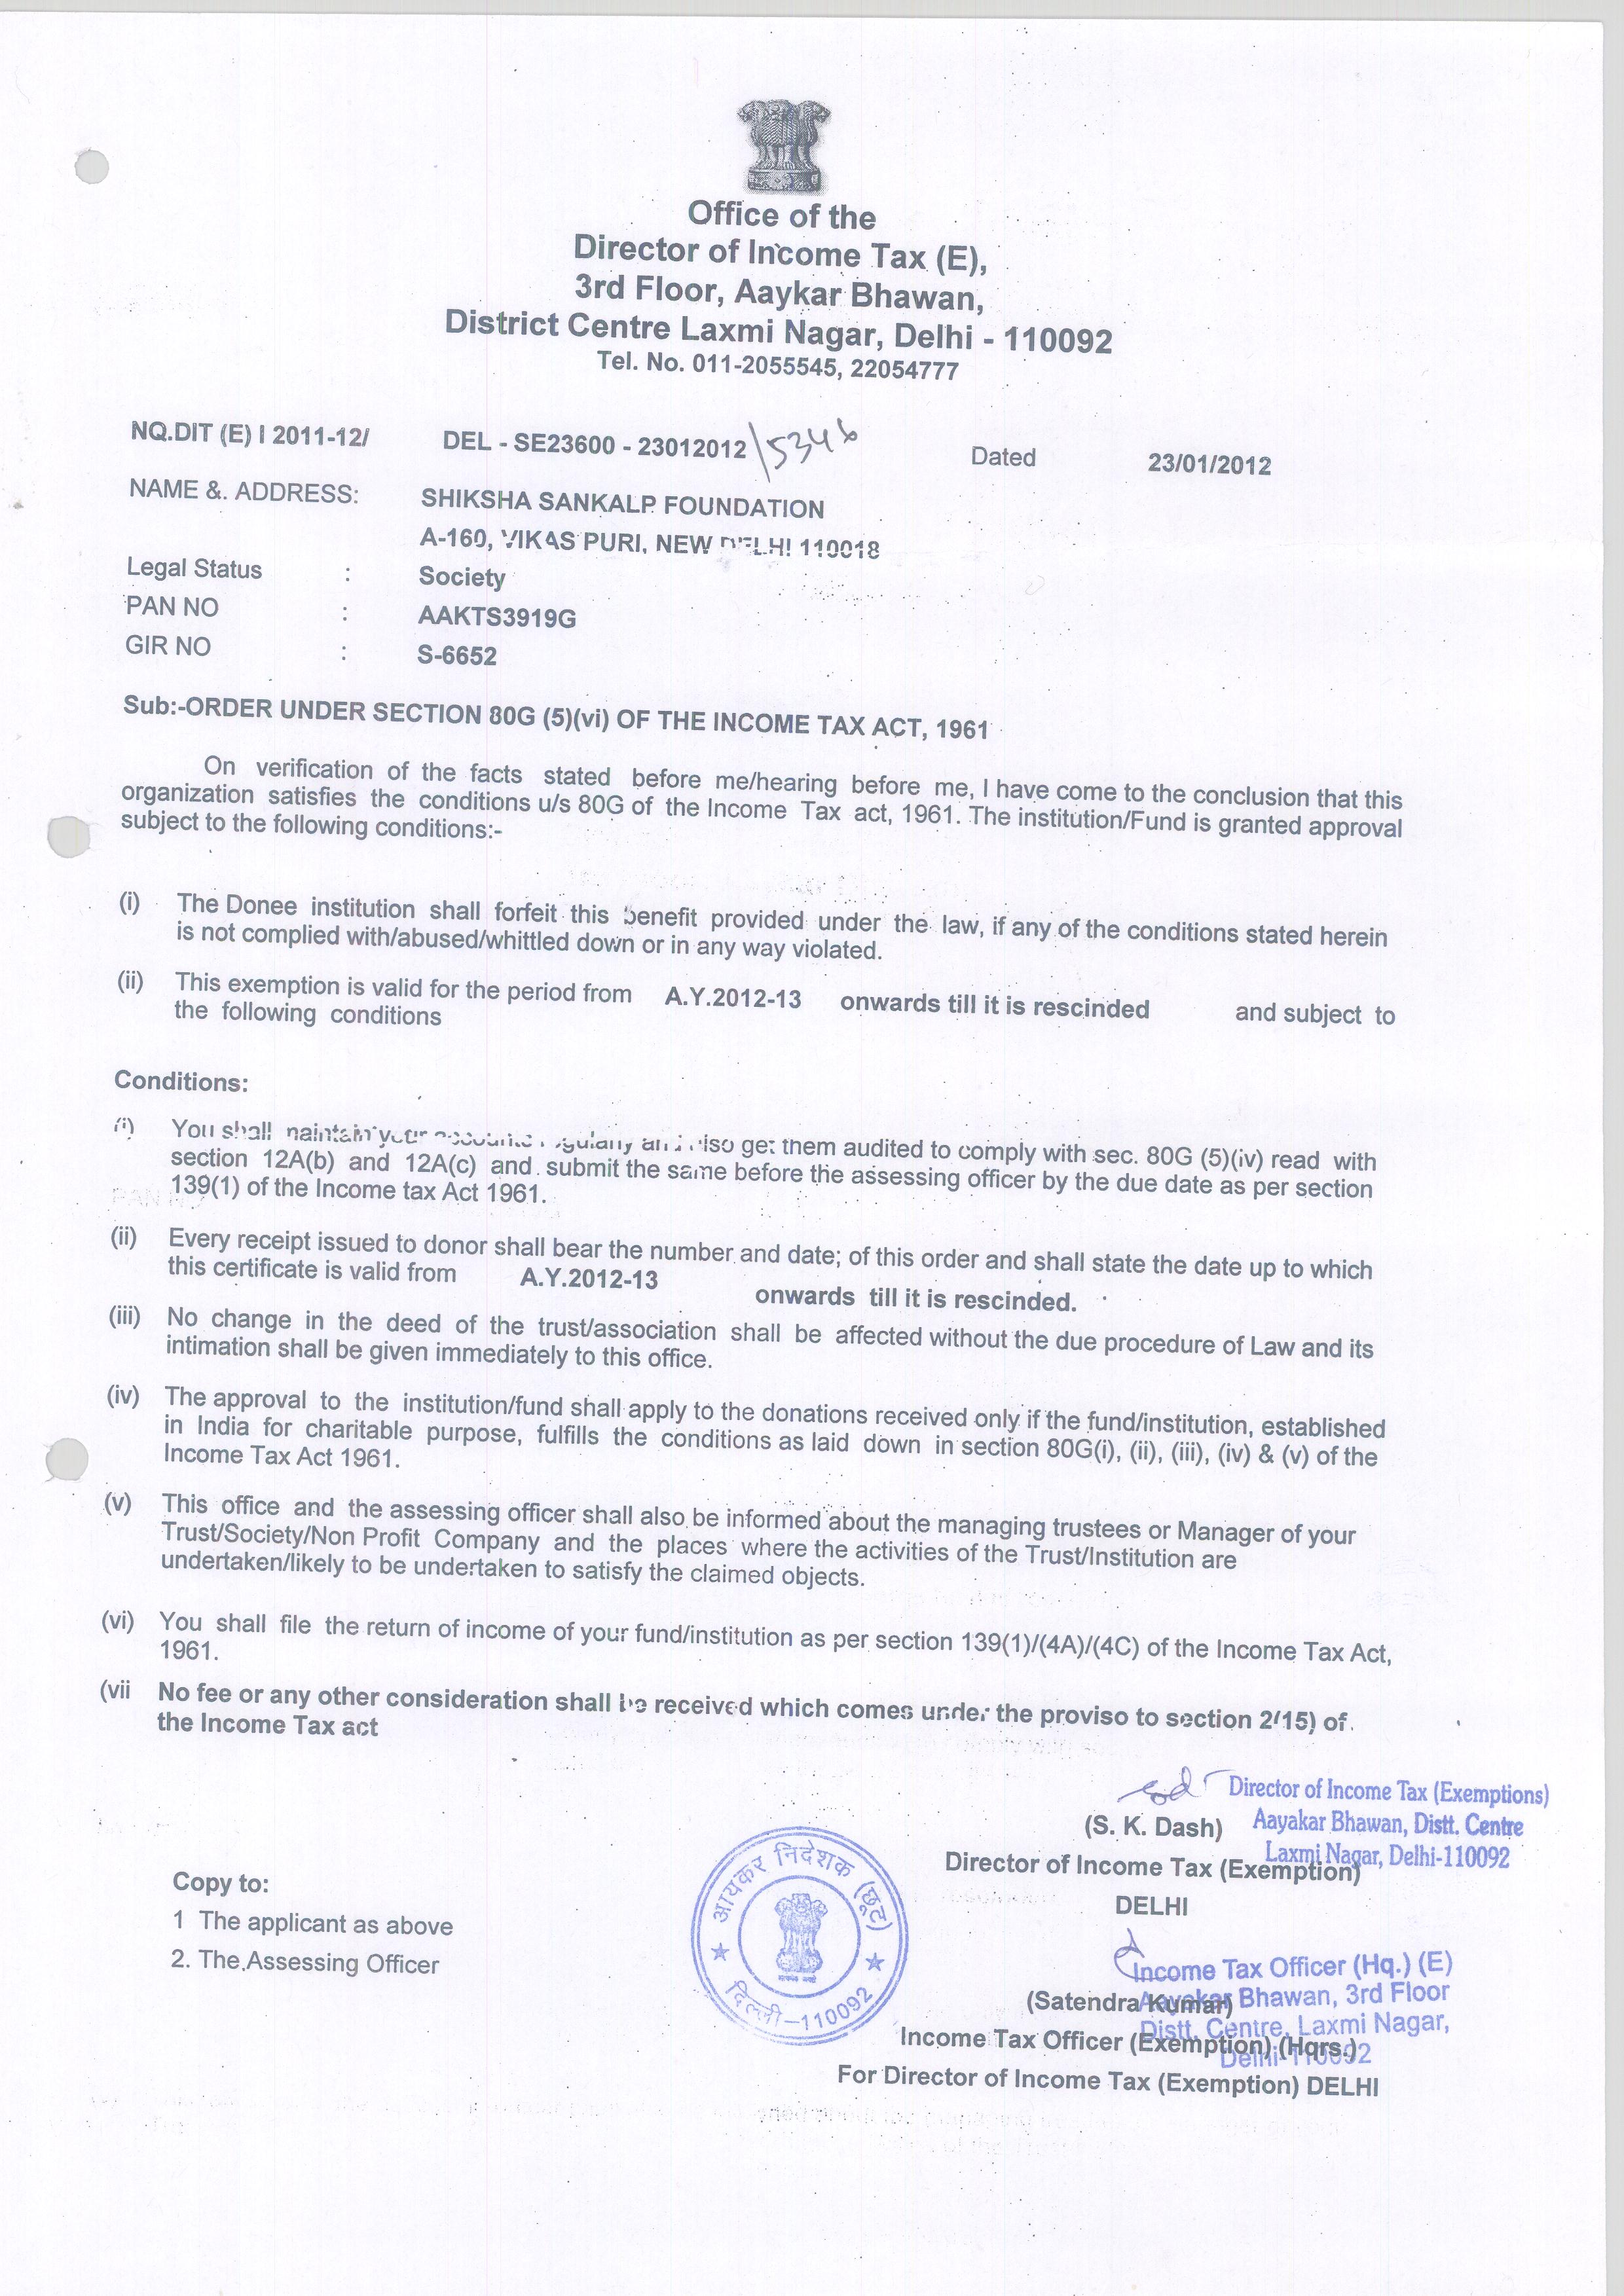 Office of the
Director of Income Tax (E),
3rd Floor, Aaykar Bhawan,
District Centre Laxmi Nagar, Delhi - 110092
Tel. No. 011-2055545, 22054777
NQ.DIT (E) I 2011-12/ DEL - SE23600 - 23012012/5346 Dated 23/01/2012
NAME &. ADDRESS: SHIKSHA SANKALP FOUNDATION
A-160, VIKAS PURI, NEW DELHI 110018
Legal Status : Society
PAN NO : AAKTS3919G
GIR NO : S-6652
Sub:-ORDER UNDER SECTION 80G (5)(vi) OF THE INCOME TAX ACT, 1961
On verification of the facts stated before me/hearing before me, I have come to the conclusion that this
organization satisfies the conditions u/s 80G of the Income Tax act, 1961. The institution/Fund is granted approval
subject to the following conditions:-
(i) The Donee institution shall forfeit this benefit provided under the law, if any of the conditions stated herein
is not complied with/abused/whittled down or in any way violated.
(ii) This exemption is valid for the period from A.Y.2012-13 onwards till it is rescinded and subject to
the following conditions
Conditions:
(i) You shall maintain your accounts regularly and also get them audited to comply with sec. 80G (5)(iv) read with
section 12A(b) and 12A(c) and submit the same before the assessing officer by the due date as per section
139(1) of the Income tax Act 1961.
(ii) Every receipt issued to donor shall bear the number and date; of this order and shall state the date up to which
this certificate is valid from A.Y.2012-13 onwards till it is rescinded.
(iii) No change in the deed of the trust/association shall be affected without the due procedure of Law and its
intimation shall be given immediately to this office.
(iv) The approval to the institution/fund shall apply to the donations received only if the fund/institution, established
in India for charitable purpose, fulfills the conditions as laid down in section 80G(i), (ii), (iii), (iv) & (v) of the
Income Tax Act 1961.
(v) This office and the assessing officer shall also be informed about the managing trustees or Manager of your
Trust/Society/Non Profit Company and the places where the activities of the Trust/Institution are
undertaken/likely to be undertaken to satisfy the claimed objects.
(vi) You shall file the return of income of your fund/institution as per section 139(1)/(4A)/(4C) of the Income Tax Act,
1961.
(vii No fee or any other consideration shall be received which comes under the proviso to section 2(15) of
the Income Tax act
sd Director of Income Tax (Exemptions)
(S. K. Dash) Aayakar Bhawan, Distt. Centre
Laxmi Nagar, Delhi-110092
Director of Income Tax (Exemption)
DELHI
Copy to:
1 The applicant as above
2. The Assessing Officer
आयकर निदेशक (छूट)
दिल्ली-110092
Income Tax Officer (Hq.) (E)
(Satendra Kumar) Aayakar Bhawan, 3rd Floor
Distt. Centre, Laxmi Nagar,
Income Tax Officer (Exemption) (Hqrs.)
Delhi-110092
For Director of Income Tax (Exemption) DELHI